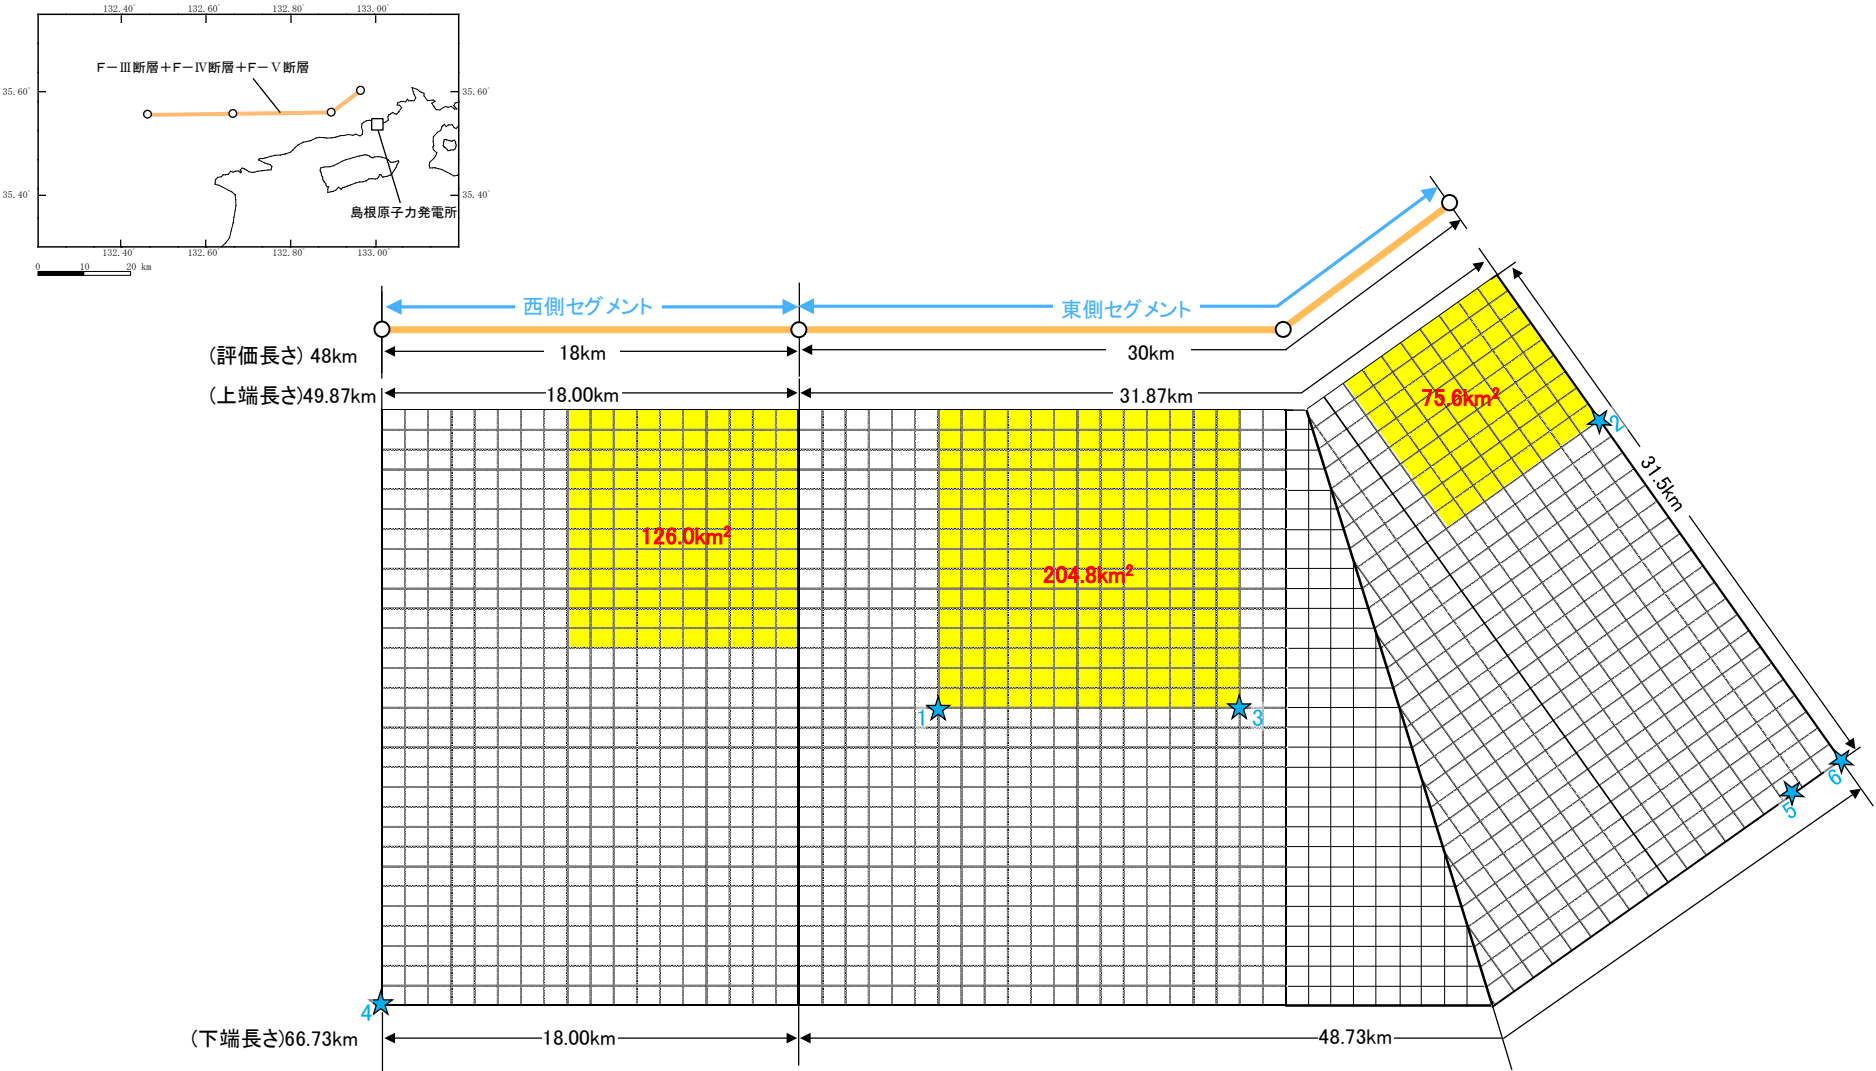 132.40° 132.60° 132.80° 133.00°
F－Ⅲ断層＋F－Ⅳ断層＋F－Ⅴ断層
35.60° 35.60°
35.40° 35.40°
島根原子力発電所
132.40° 132.60° 132.80° 133.00°
0 10 20 km
西側セグメント 東側セグメント
(評価長さ) 48km 18km 30km
(上端長さ)49.87km 18.00km 31.87km
75.6km²
2
31.5km
126.0km²
204.8km²
1 3
6
5
4
(下端長さ)66.73km 18.00km 48.73km